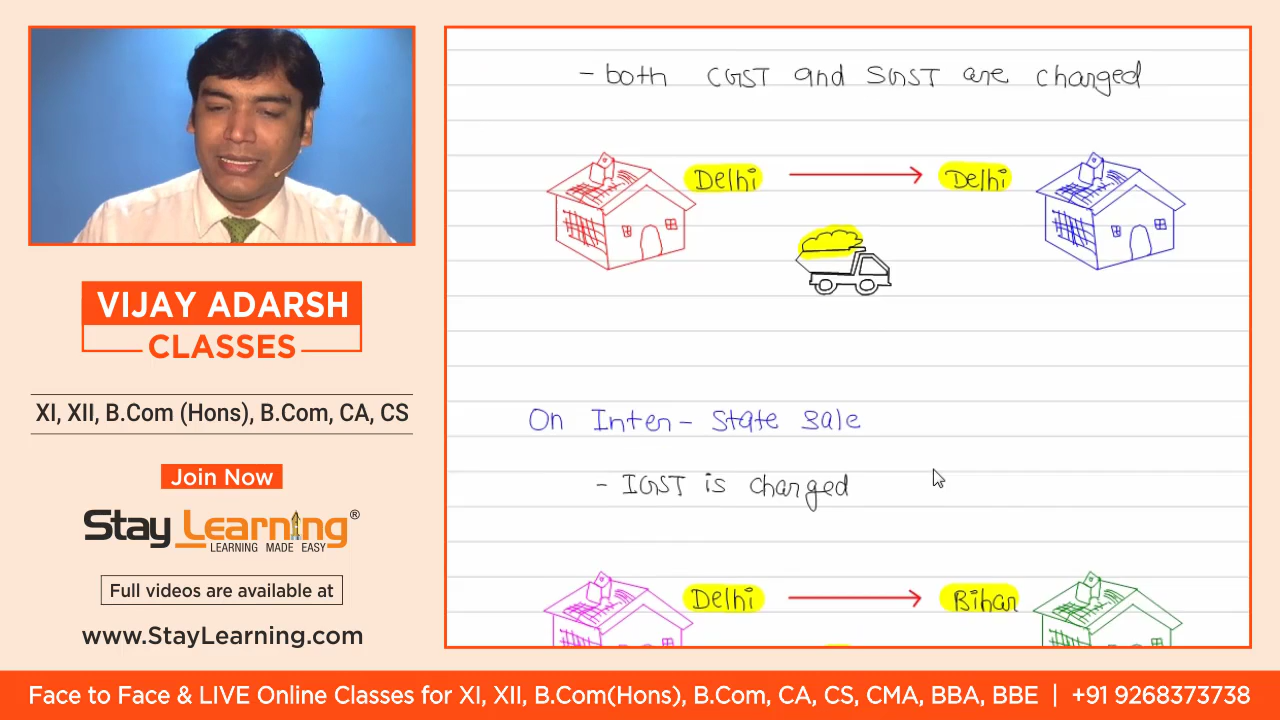 VIJAY ADARSH
CLASSES
XI, XII, B.Com (Hons), B.Com, CA, CS
Join Now
Stay Learning®
LEARNING MADE EASY
Full videos are available at
www.StayLearning.com
- both CGST and SGST are charged
Delhi Delhi
On Inter-State Sale
- IGST is charged
Delhi Bihar
Face to Face & LIVE Online Classes for XI, XII, B.Com(Hons), B.Com, CA, CS, CMA, BBA, BBE | +91 9268373738